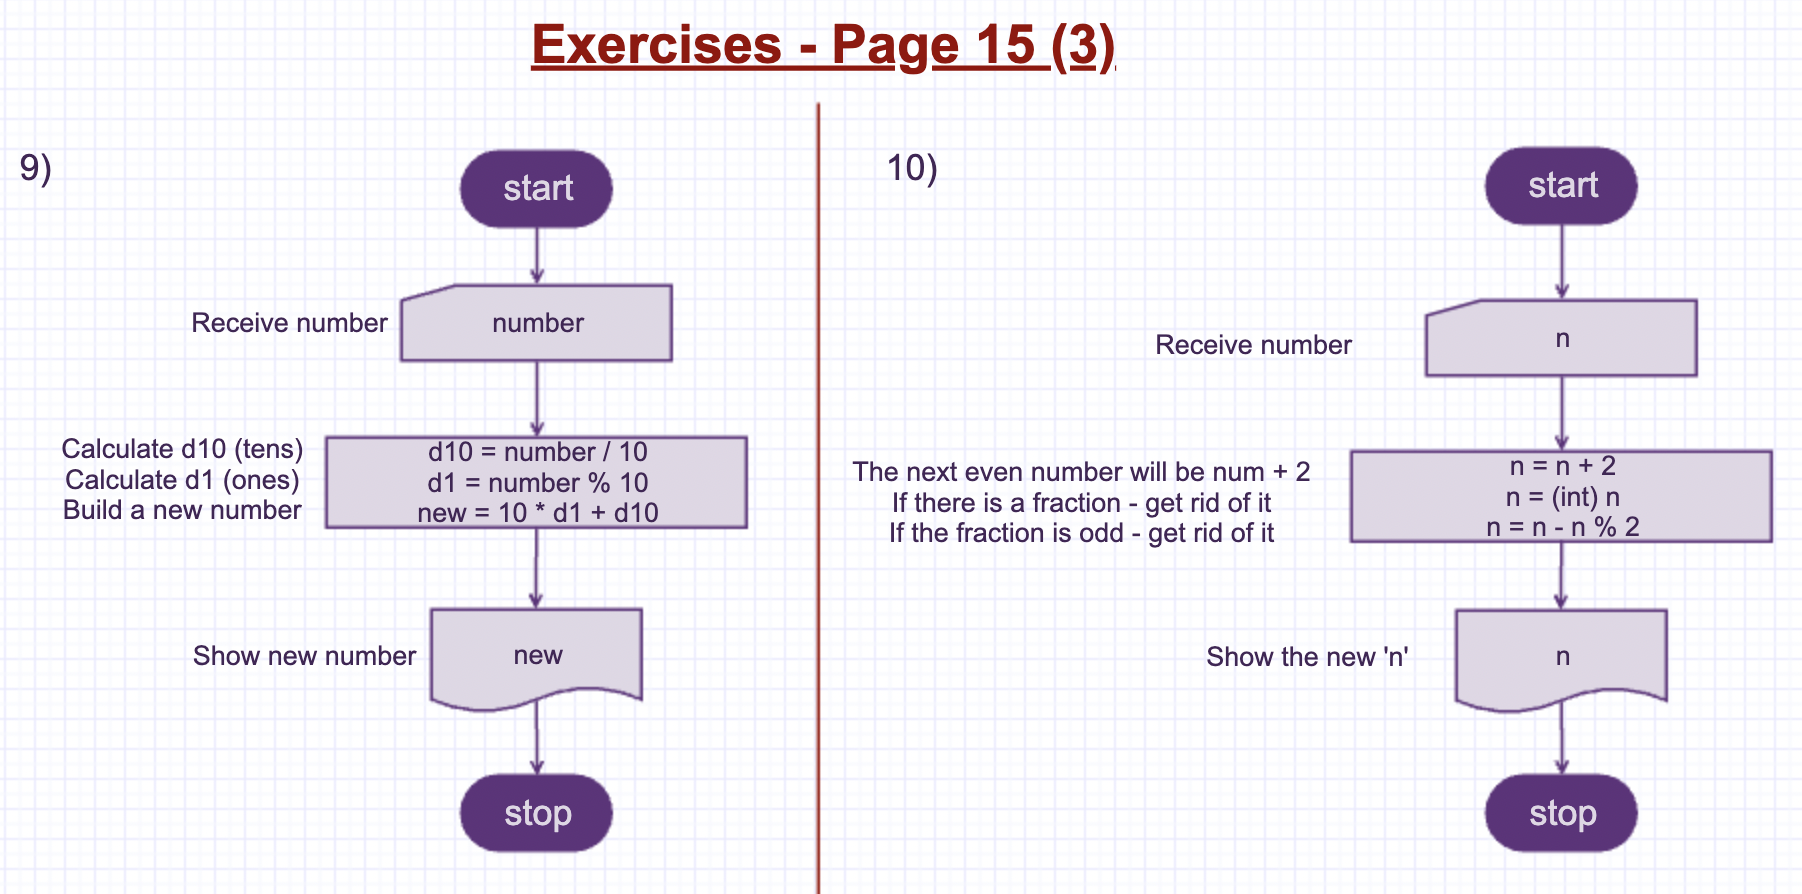 Exercises - Page 15 (3)
9)
start
Receive number
number
Calculate d10 (tens)
Calculate d1 (ones)
Build a new number
d10 = number / 10
d1 = number % 10
new = 10 * d1 + d10
Show new number
new
stop
10)
start
Receive number
n
The next even number will be num + 2
If there is a fraction - get rid of it
If the fraction is odd - get rid of it
n = n + 2
n = (int) n
n = n - n % 2
Show the new 'n'
n
stop